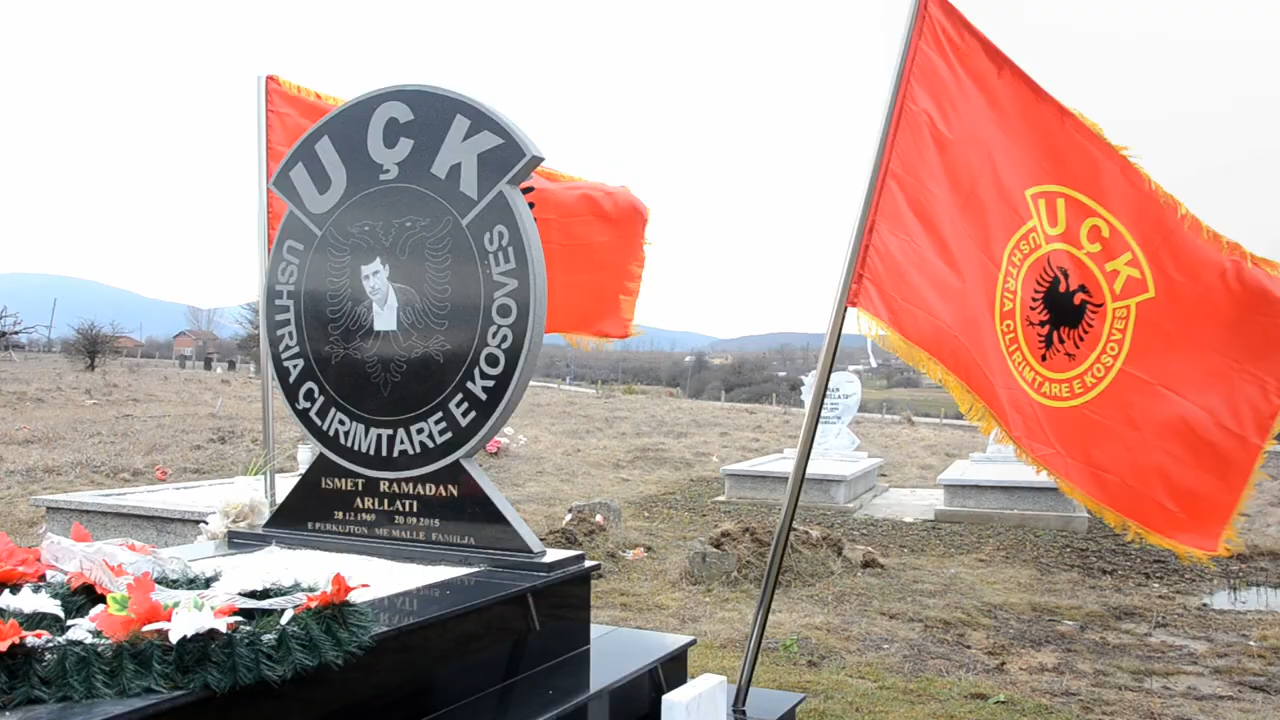 UÇK
USHTRIA ÇLIRIMTARE E KOSOVËS
ISMET RAMADAN
ARLLATI
28.12.1969 20.09.2015
E PERKUJTON ME MALLE FAMILJA
UÇK
USHTRIA ÇLIRIMTARE E KOSOVËS